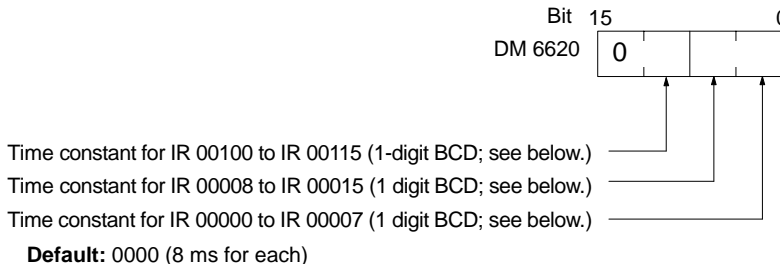 Bit 15 0
DM 6620 0
Time constant for IR 00100 to IR 00115 (1-digit BCD; see below.)
Time constant for IR 00008 to IR 00015 (1 digit BCD; see below.)
Time constant for IR 00000 to IR 00007 (1 digit BCD; see below.)
Default: 0000 (8 ms for each)